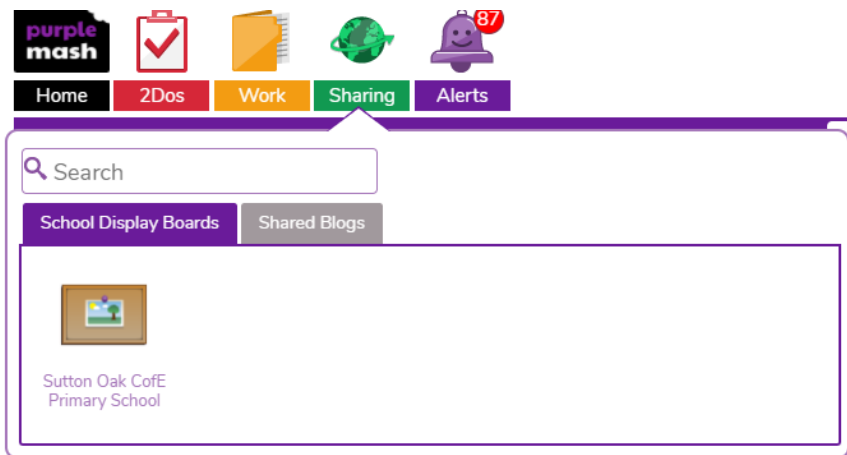 purple
mash
87
Home 2Dos Work Sharing Alerts
Search
School Display Boards Shared Blogs
Sutton Oak CofE
Primary School